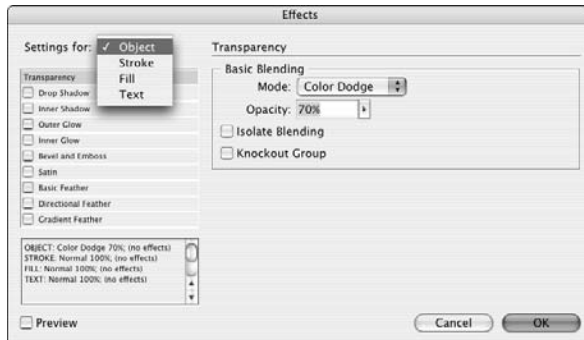 Effects
Settings for: ✓ Object
Stroke
Fill
Text
Transparency
Drop Shadow
Inner Shadow
Outer Glow
Inner Glow
Bevel and Emboss
Satin
Basic Feather
Directional Feather
Gradient Feather
OBJECT: Color Dodge 70%; (no effects)
STROKE: Normal 100%; (no effects)
FILL: Normal 100%; (no effects)
TEXT: Normal 100%; (no effects)
Preview
Transparency
Basic Blending
Mode: Color Dodge
Opacity: 70%
Isolate Blending
Knockout Group
Cancel
OK